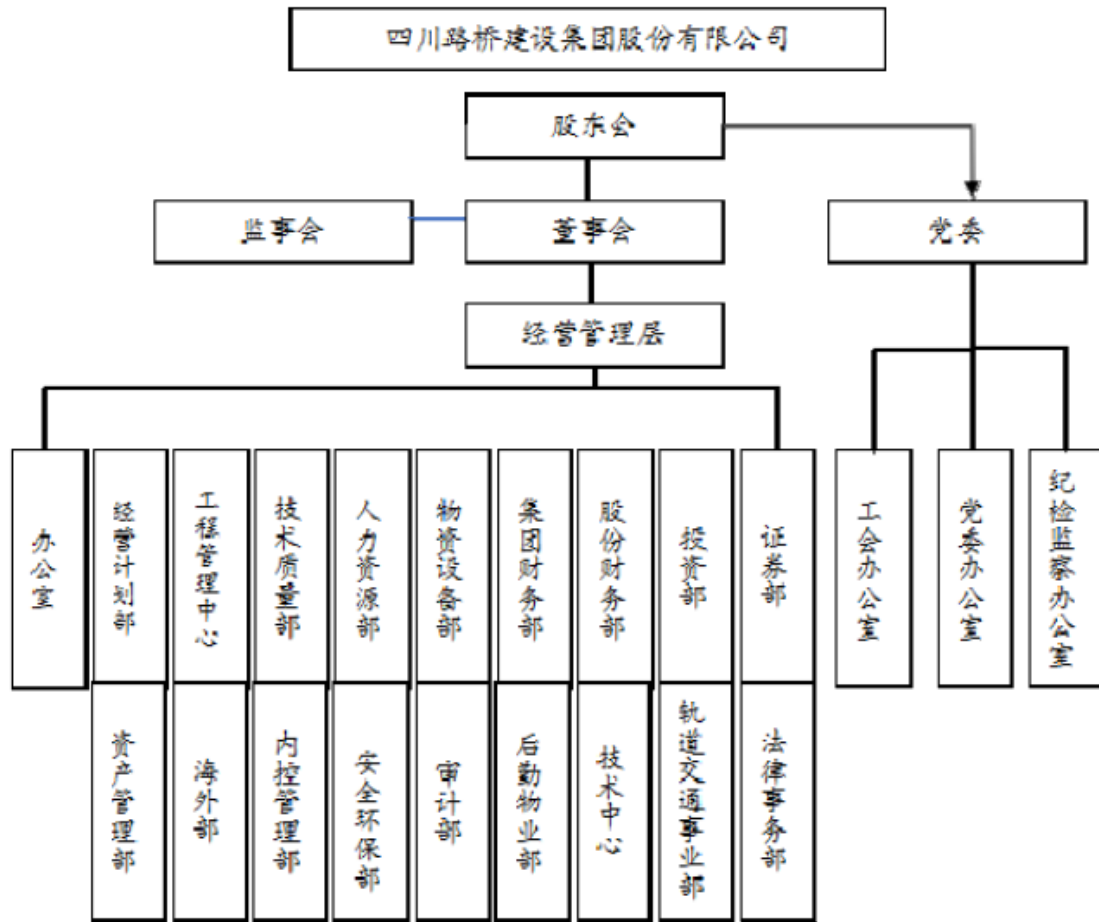 四川路桥建设集团股份有限公司
股东会
监事会
董事会
党委
经营管理层
办公室
经营计划部
工程管理中心
技术质量部
人力资源部
物资设备部
集团财务部
股份财务部
投资部
证券部
工会办公室
党委办公室
纪检监察办公室
资产管理部
海外部
内控管理部
安全环保部
审计部
后勤物业部
技术中心
轨道交通事业部
法律事务部